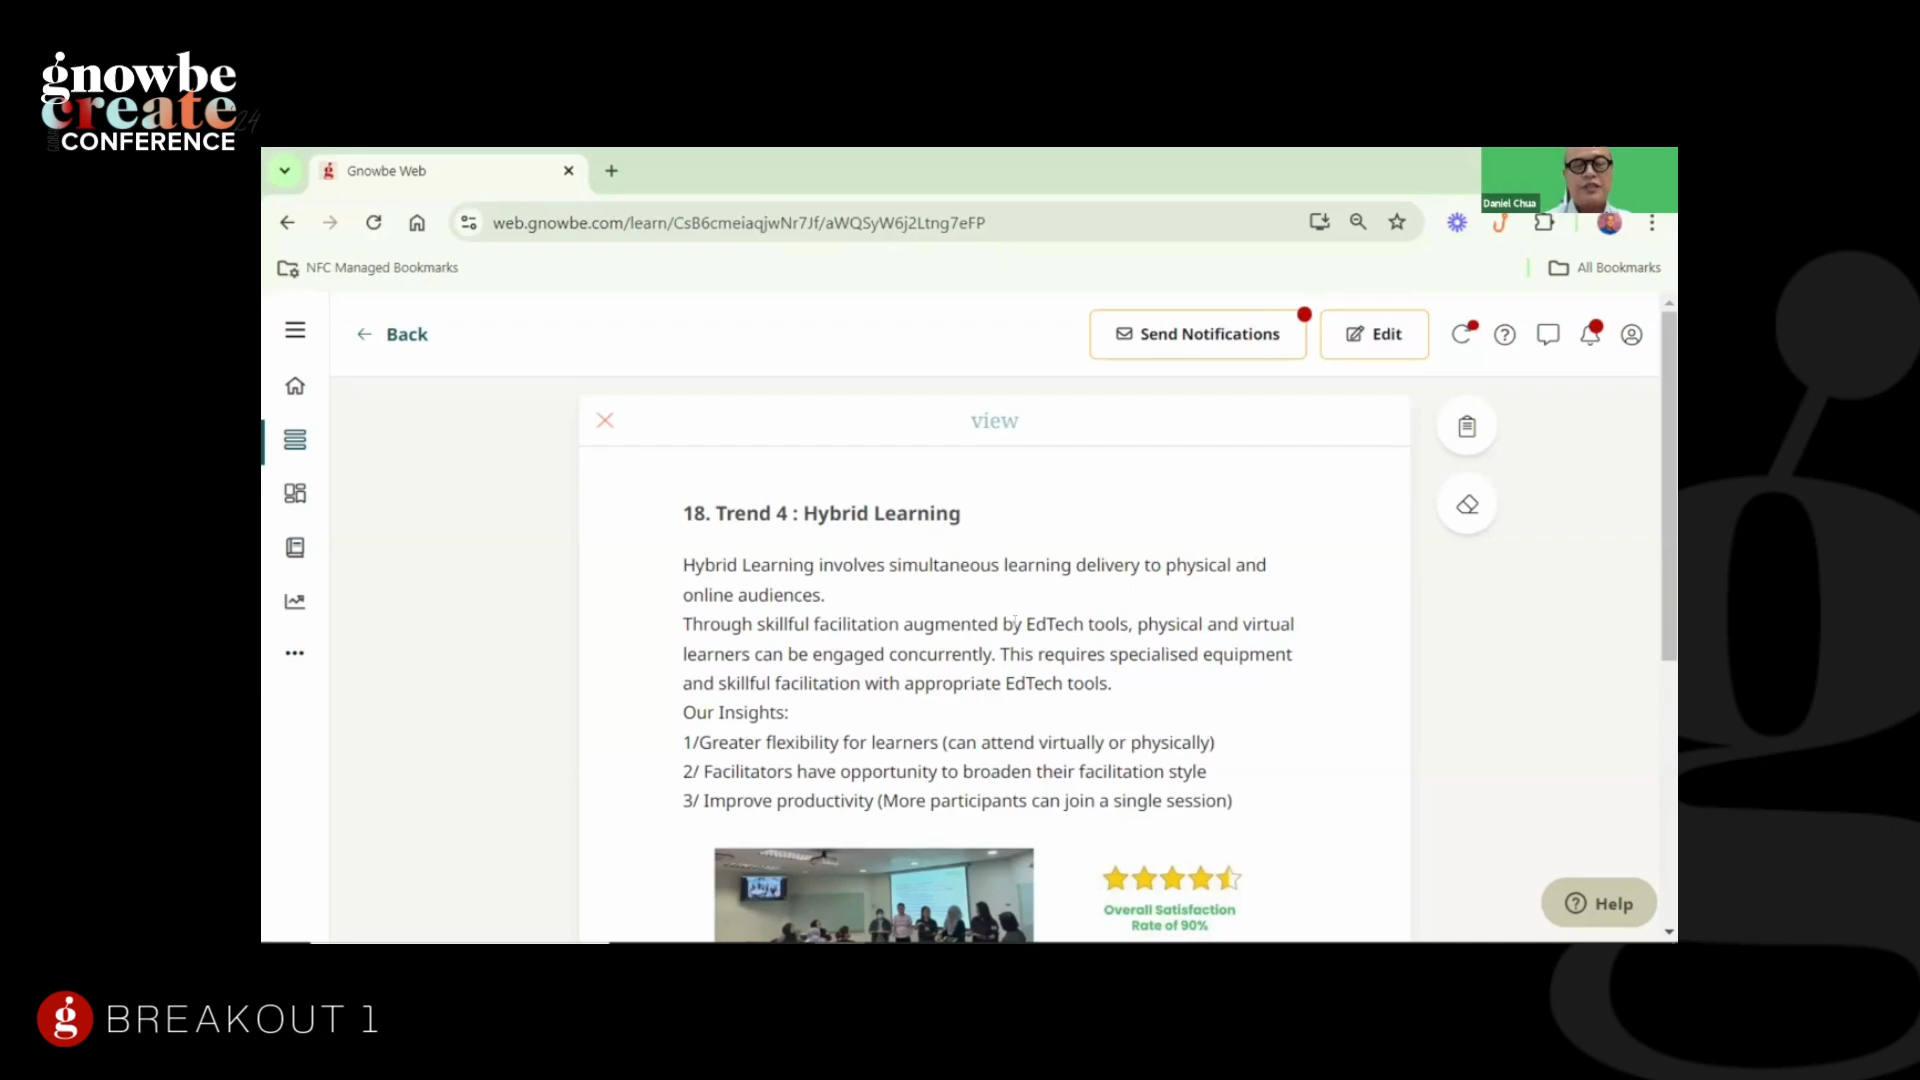 gnowbe
create '24
CONFERENCE
Gnowbe Web
web.gnowbe.com/learn/CsB6cmeiaqjwNr7Jf/aWQSyW6j2Ltng7eFP
Daniel Chua
NFC Managed Bookmarks
All Bookmarks
Back
Send Notifications
Edit
view
18. Trend 4 : Hybrid Learning
Hybrid Learning involves simultaneous learning delivery to physical and
online audiences.
Through skillful facilitation augmented by EdTech tools, physical and virtual
learners can be engaged concurrently. This requires specialised equipment
and skillful facilitation with appropriate EdTech tools.
Our Insights:
1/Greater flexibility for learners (can attend virtually or physically)
2/ Facilitators have opportunity to broaden their facilitation style
3/ Improve productivity (More participants can join a single session)
Overall Satisfaction
Rate of 90%
Help
g BREAKOUT 1